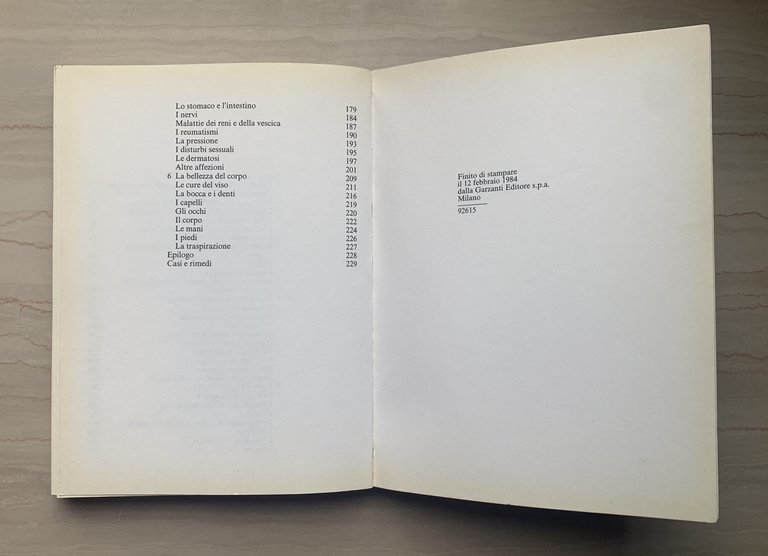 Lo stomaco e l'intestino 179
I nervi 184
Malattie dei reni e della vescica 187
I reumatismi 190
La pressione 193
I disturbi sessuali 195
Le dermatosi 197
Altre affezioni 201
6 La bellezza del corpo 209
Le cure del viso 211
La bocca e i denti 216
I capelli 219
Gli occhi 220
Il corpo 222
Le mani 224
I piedi 226
La traspirazione 227
Epilogo 228
Casi e rimedi 229
Finito di stampare
il 12 febbraio 1984
dalla Garzanti Editore s.p.a.
Milano
92615